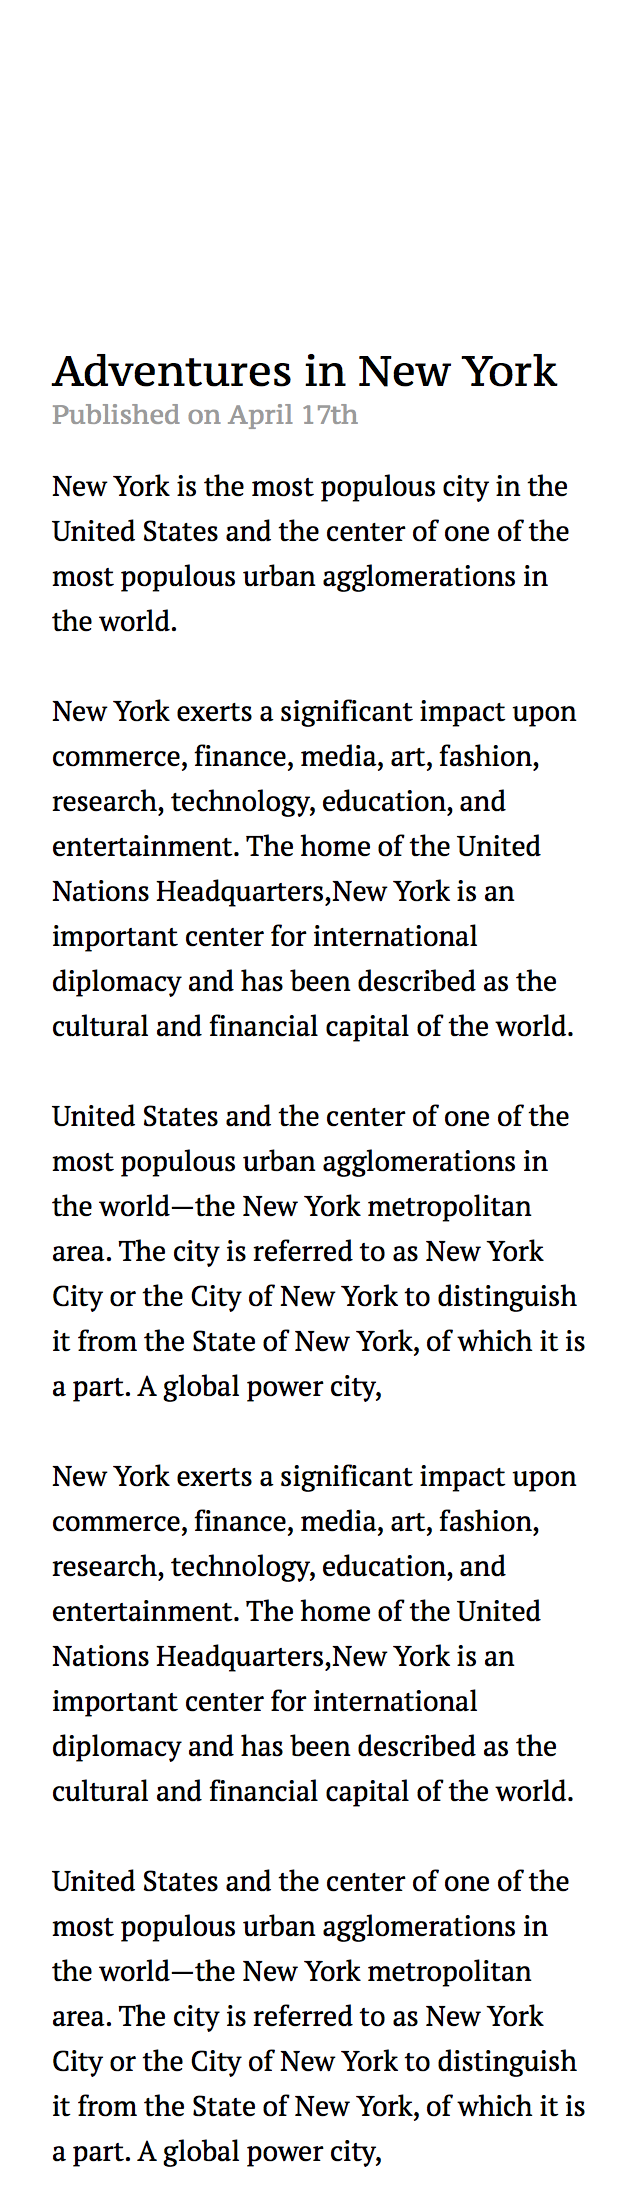 Adventures in New York
Published on April 17th
New York is the most populous city in the
United States and the center of one of the
most populous urban agglomerations in
the world.
New York exerts a significant impact upon
commerce, finance, media, art, fashion,
research, technology, education, and
entertainment. The home of the United
Nations Headquarters,New York is an
important center for international
diplomacy and has been described as the
cultural and financial capital of the world.
United States and the center of one of the
most populous urban agglomerations in
the world—the New York metropolitan
area. The city is referred to as New York
City or the City of New York to distinguish
it from the State of New York, of which it is
a part. A global power city,
New York exerts a significant impact upon
commerce, finance, media, art, fashion,
research, technology, education, and
entertainment. The home of the United
Nations Headquarters,New York is an
important center for international
diplomacy and has been described as the
cultural and financial capital of the world.
United States and the center of one of the
most populous urban agglomerations in
the world—the New York metropolitan
area. The city is referred to as New York
City or the City of New York to distinguish
it from the State of New York, of which it is
a part. A global power city,